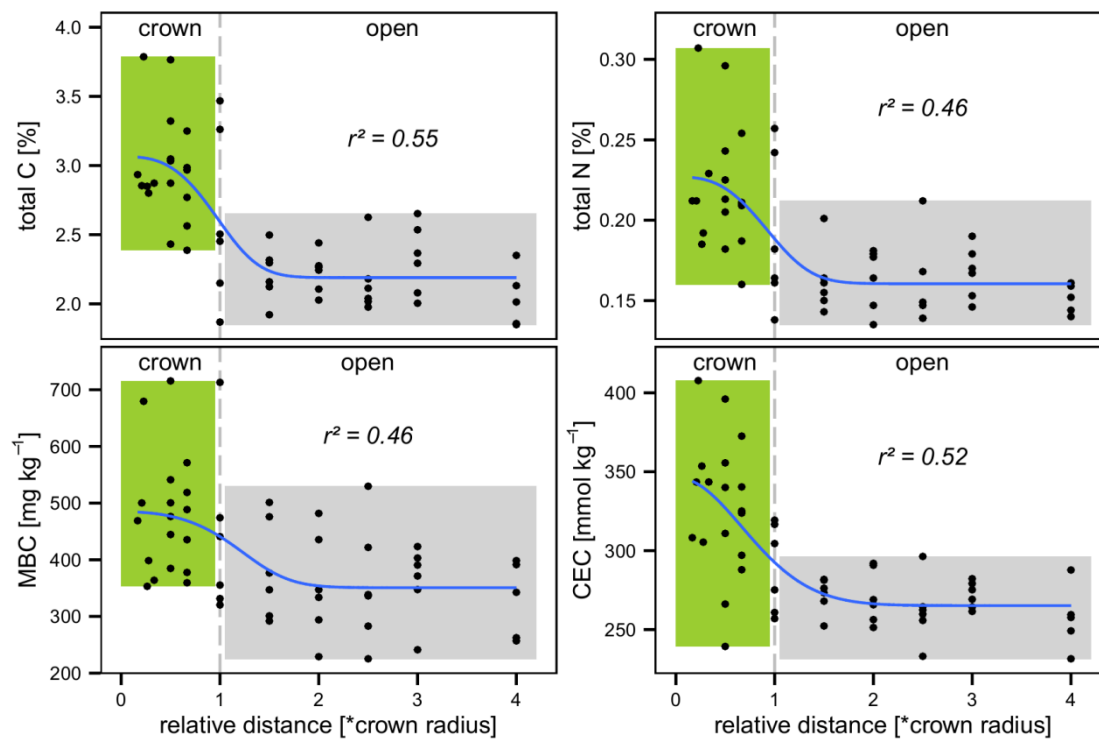 crown open
total C [%]
4.0
3.5
3.0
2.5
2.0
r² = 0.55
crown open
total N [%]
0.30
0.25
0.20
0.15
r² = 0.46
crown open
MBC [mg kg⁻¹]
700
600
500
400
300
200
r² = 0.46
0 1 2 3 4
relative distance [*crown radius]
crown open
CEC [mmol kg⁻¹]
400
350
300
250
r² = 0.52
0 1 2 3 4
relative distance [*crown radius]